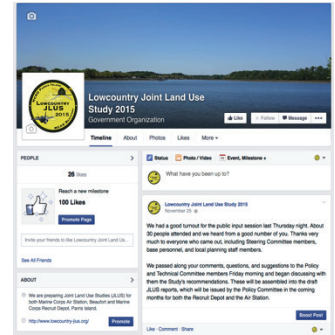 LOWCOUNTRY
JLUS
2015
Lowcountry Joint Land Use
Study 2015
Government Organization
Like
Follow
Message
Timeline
About
Photos
Likes
More
PEOPLE
26 likes
Reach a new milestone
100 Likes
Promote Page
Invite your friends to like Lowcountry Joint Land Us...
See All Friends
ABOUT
We are preparing Joint Land Use Studies (JLUS) for
both Marine Corps Air Station, Beaufort and Marine
Corps Recruit Depot, Parris Island.
http://www.lowcountry-jlus.org/
Promote
Status
Photo / Video
Event, Milestone +
What have you been up to?
Lowcountry Joint Land Use Study 2015
November 25
We had a good turnout for the public input session last Thursday night. About
30 people attended and we heard from a good number of you. Thanks very
much to everyone who came out, including Steering Committee members,
base personnel, and local planning staff members.
We passed along your comments, questions, and suggestions to the Policy
and Technical Committee members Friday morning and began discussing with
them the Study's recommendations. These will be assembled into the draft
JLUS reports, which will be issued by the Policy Committee in the coming
months for both the Recruit Depot and the Air Station.
Boost Post
Like · Comment · Share